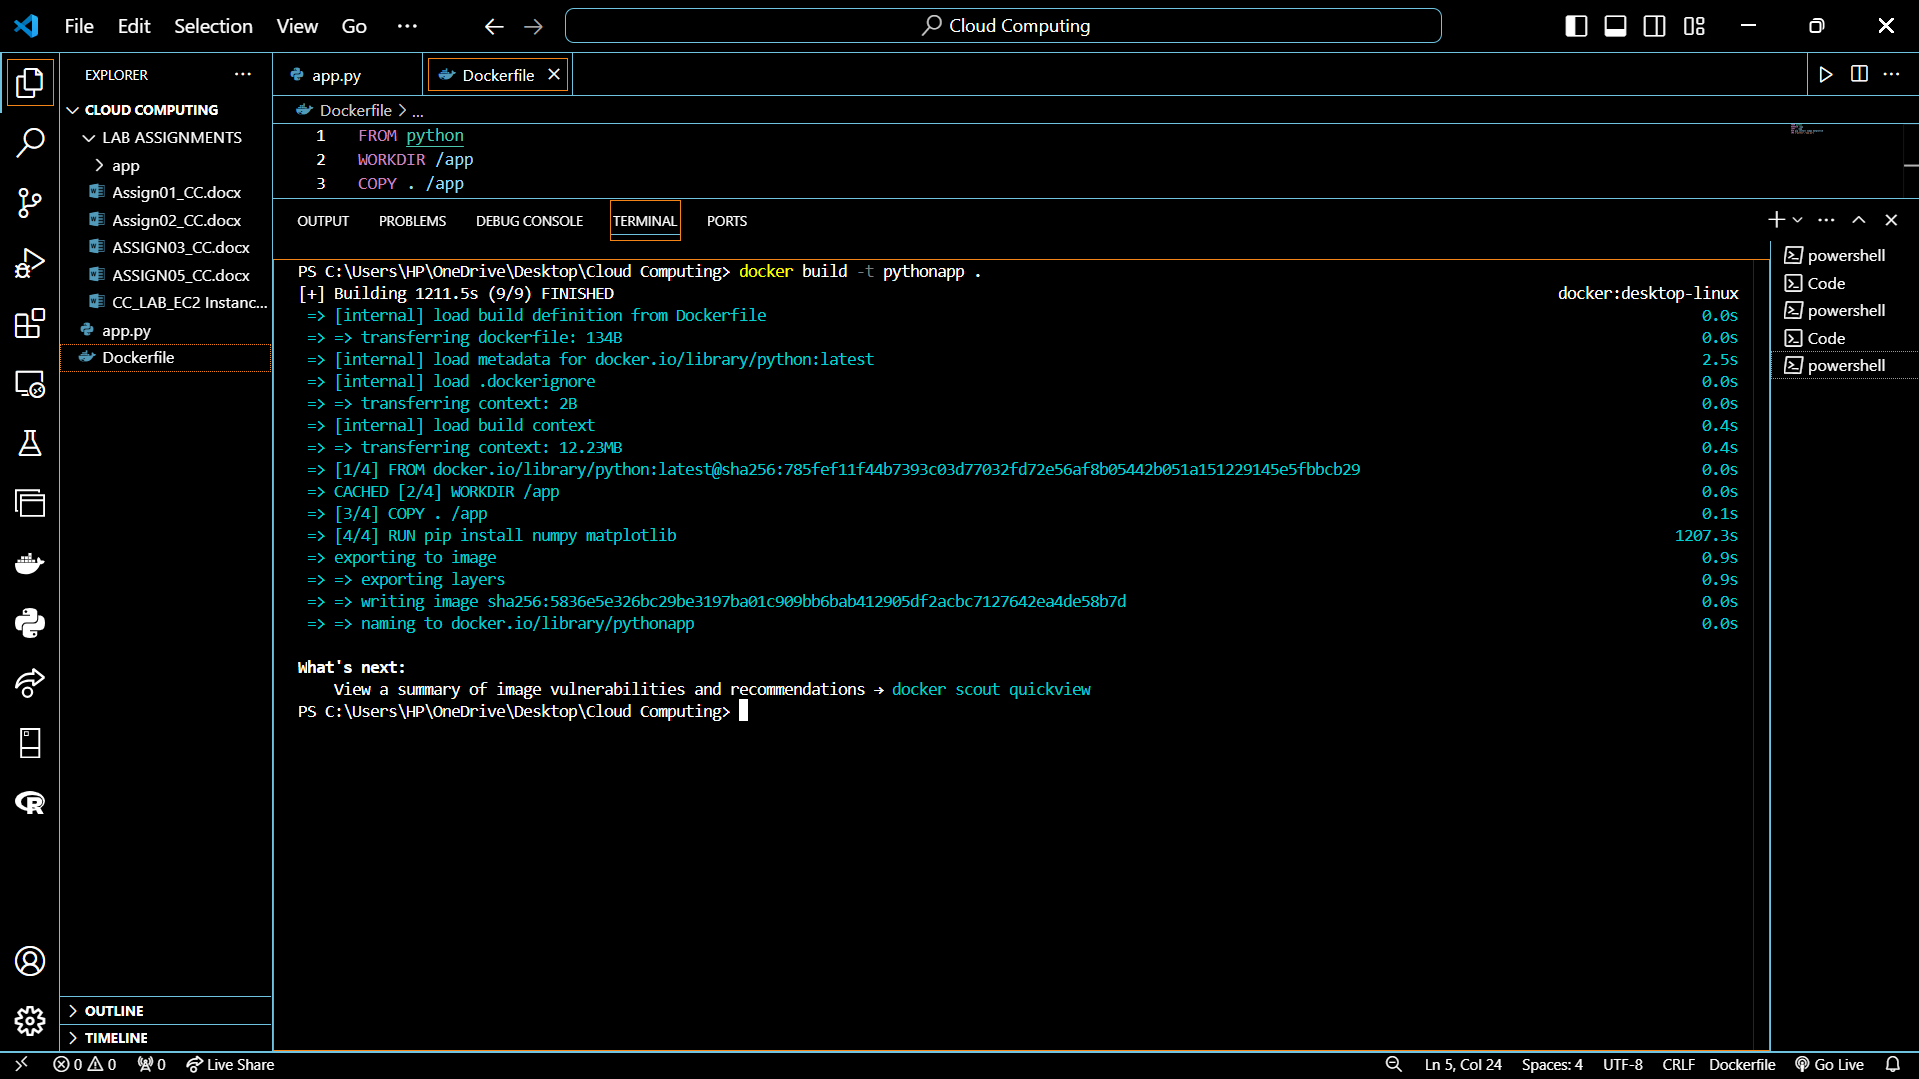 File Edit Selection View Go ··· Cloud Computing
EXPLORER ···
CLOUD COMPUTING
LAB ASSIGNMENTS
app
Assign01_CC.docx
Assign02_CC.docx
ASSIGN03_CC.docx
ASSIGN05_CC.docx
CC_LAB_EC2 Instanc...
app.py
Dockerfile
OUTLINE
TIMELINE
app.py Dockerfile
Dockerfile > ...
1 FROM python
2 WORKDIR /app
3 COPY . /app
OUTPUT PROBLEMS DEBUG CONSOLE TERMINAL PORTS
PS C:\Users\HP\OneDrive\Desktop\Cloud Computing> docker build -t pythonapp .
[+] Building 1211.5s (9/9) FINISHED docker:desktop-linux
=> [internal] load build definition from Dockerfile 0.0s
=> => transferring dockerfile: 134B 0.0s
=> [internal] load metadata for docker.io/library/python:latest 2.5s
=> [internal] load .dockerignore 0.0s
=> => transferring context: 2B 0.0s
=> [internal] load build context 0.4s
=> => transferring context: 12.23MB 0.4s
=> [1/4] FROM docker.io/library/python:latest@sha256:785fef11f44b7393c03d77032fd72e56af8b05442b051a151229145e5fbbcb29 0.0s
=> CACHED [2/4] WORKDIR /app 0.0s
=> [3/4] COPY . /app 0.1s
=> [4/4] RUN pip install numpy matplotlib 1207.3s
=> exporting to image 0.9s
=> => exporting layers 0.9s
=> => writing image sha256:5836e5e326bc29be3197ba01c909bb6bab412905df2acbc7127642ea4de58b7d 0.0s
=> => naming to docker.io/library/pythonapp 0.0s
What's next:
View a summary of image vulnerabilities and recommendations → docker scout quickview
PS C:\Users\HP\OneDrive\Desktop\Cloud Computing>
powershell
Code
powershell
Code
powershell
0 0 0 Live Share Ln 5, Col 24 Spaces: 4 UTF-8 CRLF Dockerfile Go Live